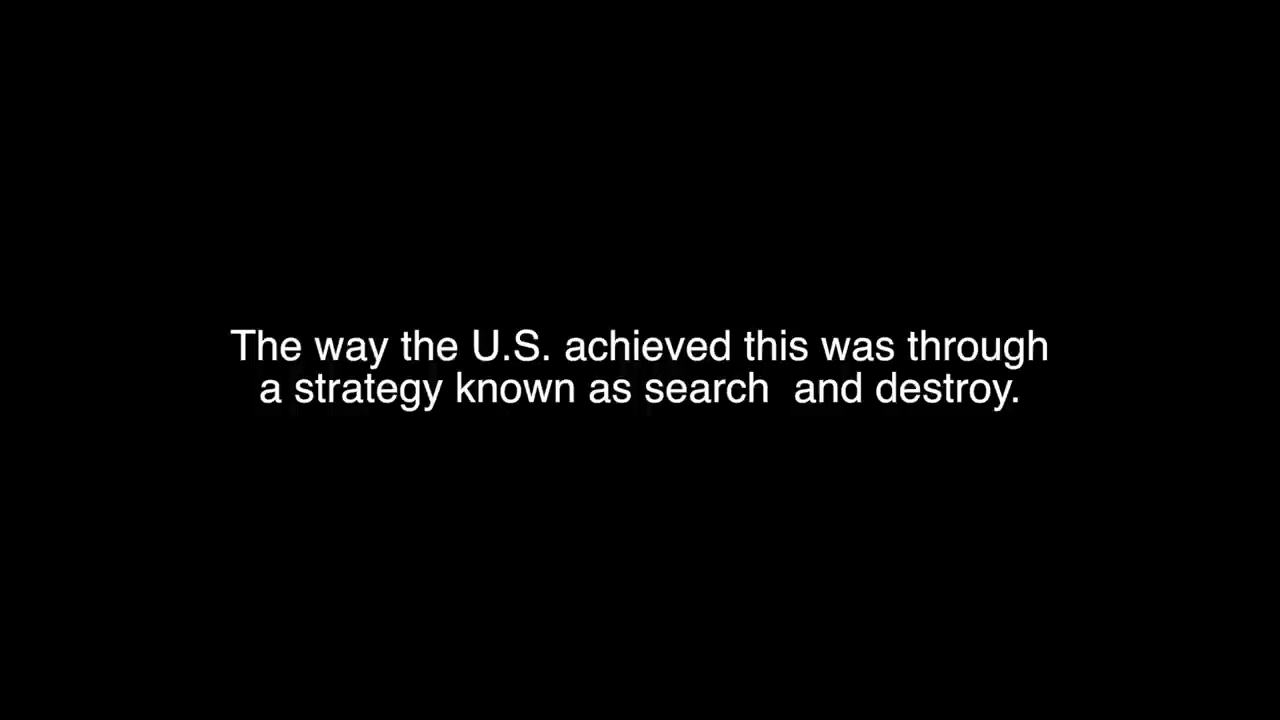 The way the U.S. achieved this was through
a strategy known as search  and destroy.